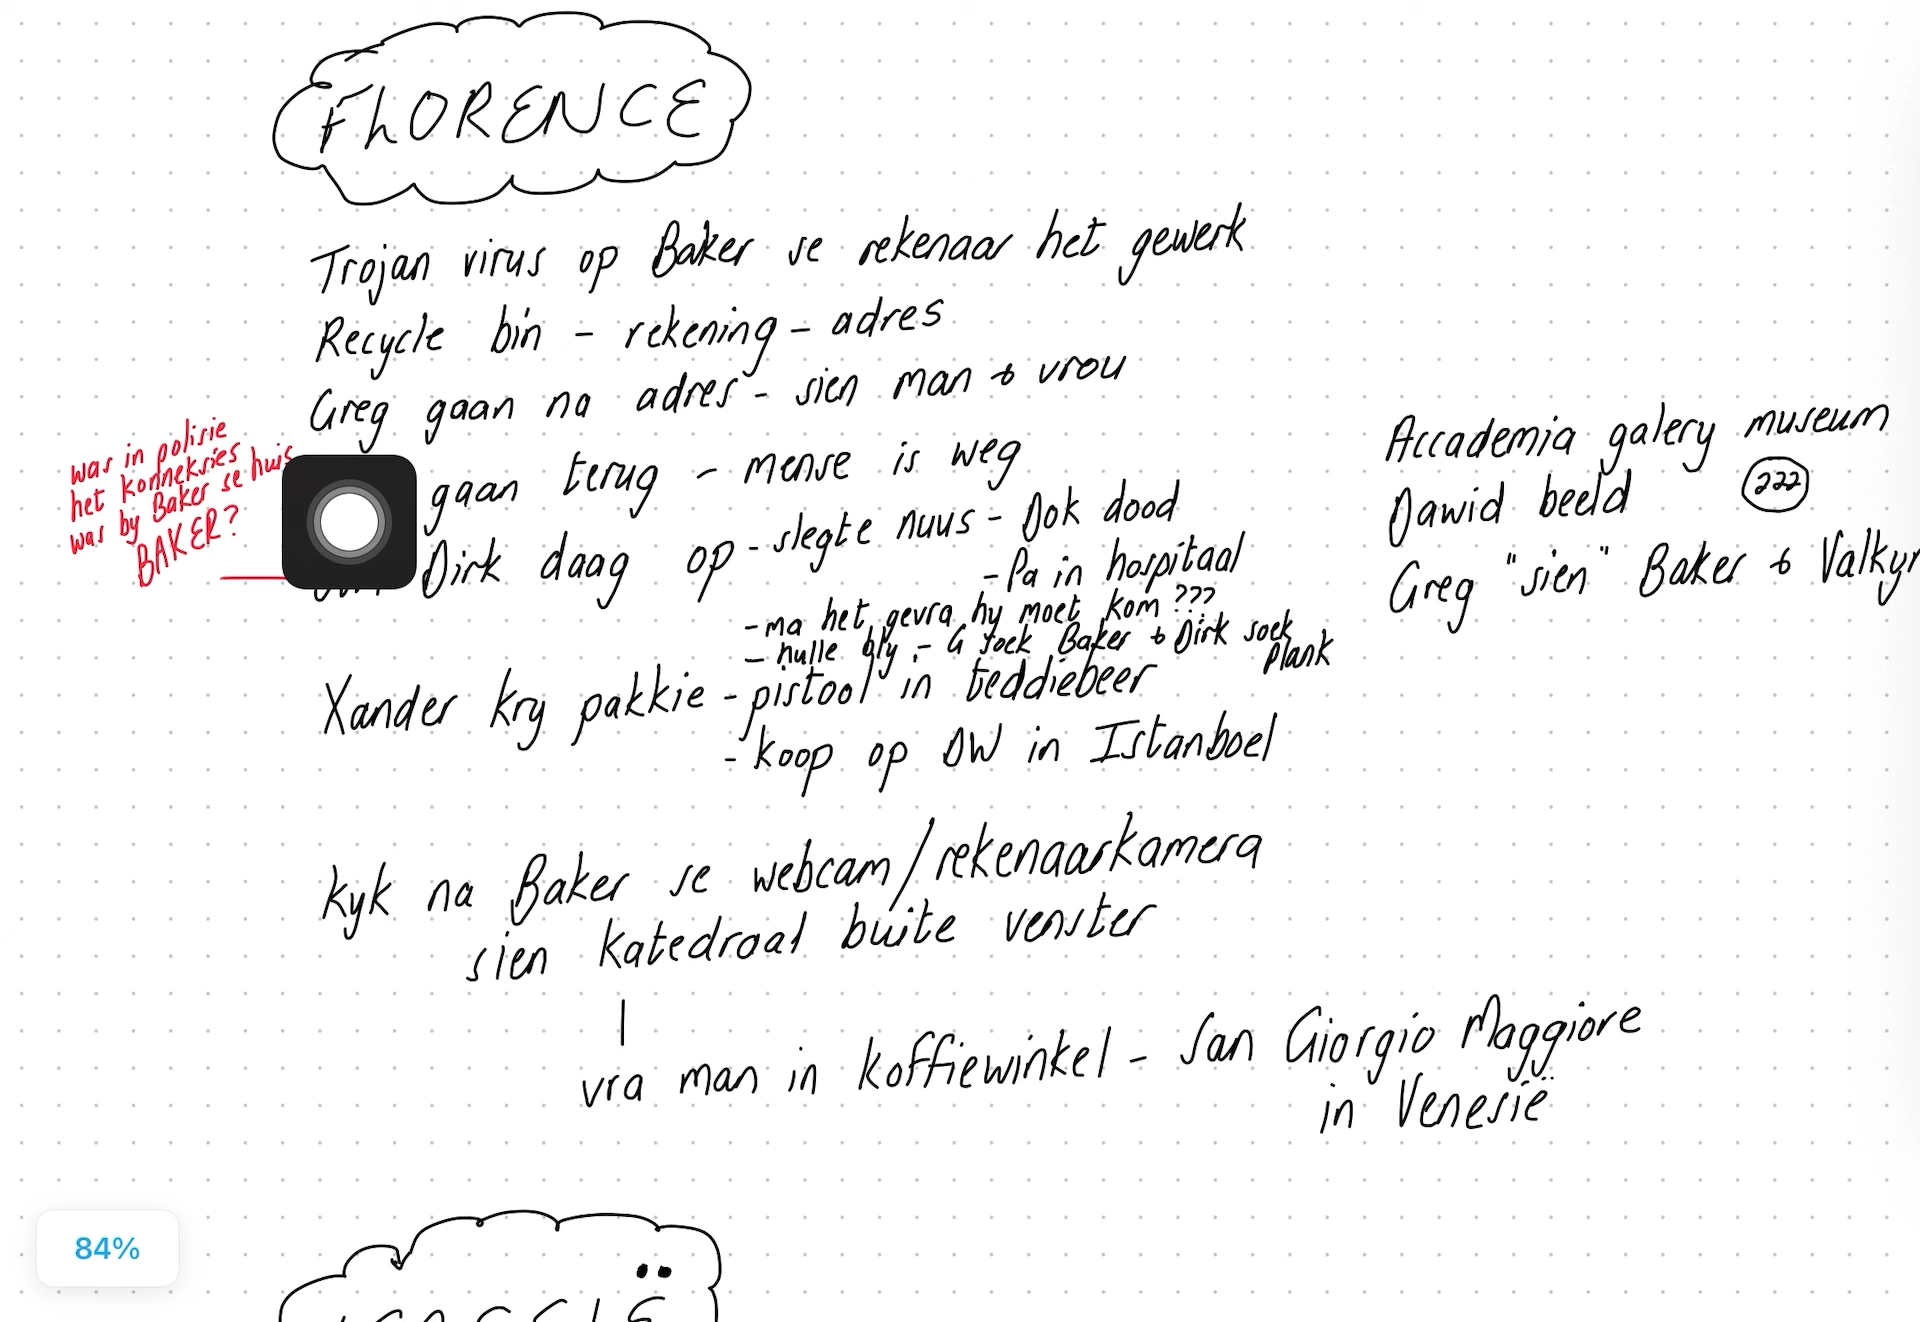 FLORENCE
Trojan virus op Baker se rekenaar het gewerk
Recycle bin - rekening - adres
Greg gaan na adres - sien man & vrou
gaan terug - mense is weg
Dirk daag op - slegte nuus - Dok dood
- Pa in hospitaal
- ma het gevra hy moet kom ???
- hulle bly - G soek Baker & Dirk soek
Plank
Xander kry pakkie - pistool in teddiebeer
- koop op DW in Istanboel
kyk na Baker se webcam/rekenaarkamera
sien katedraal buite venster
vra man in koffiewinkel - San Giorgio Maggiore
in Venesië
was in polisie
het konneksies
was by Baker se huis
BAKER?
Accademia galery museum
Dawid beeld
222
Greg "sien" Baker & Valkyr
84%